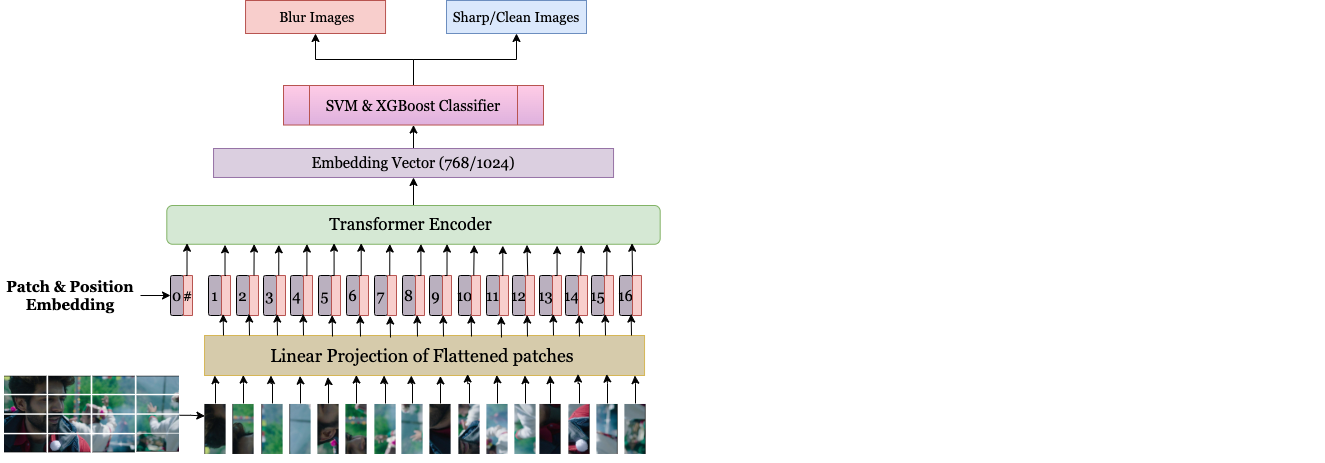 Blur Images
Sharp/Clean Images
SVM & XGBoost Classifier
Embedding Vector (768/1024)
Transformer Encoder
Patch & Position
Embedding
0 # 1 2 3 4 5 6 7 8 9 10 11 12 13 14 15 16
Linear Projection of Flattened patches